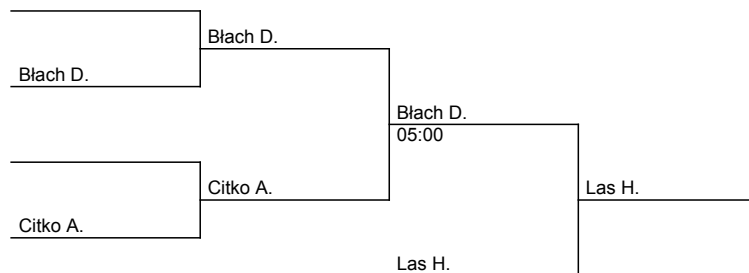 Błach D.
Błach D.
Błach D.
05:00
Citko A.
Las H.
Citko A.
Las H.